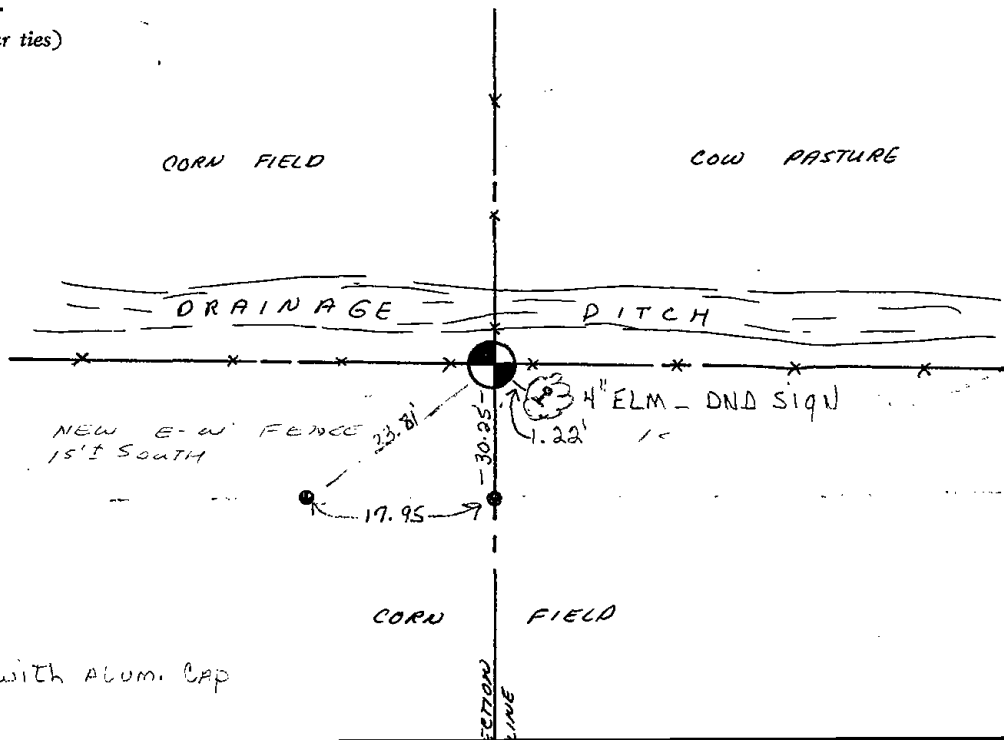 r ties)
CORN FIELD
COW PASTURE
DRAINAGE DITCH
4" ELM - DND SIGN
1.22'
NEW E-W FENCE
15'± SOUTH
23.81'
-30.25-
17.95
CORN FIELD
with ALUM. CAP
ECTION
LINE